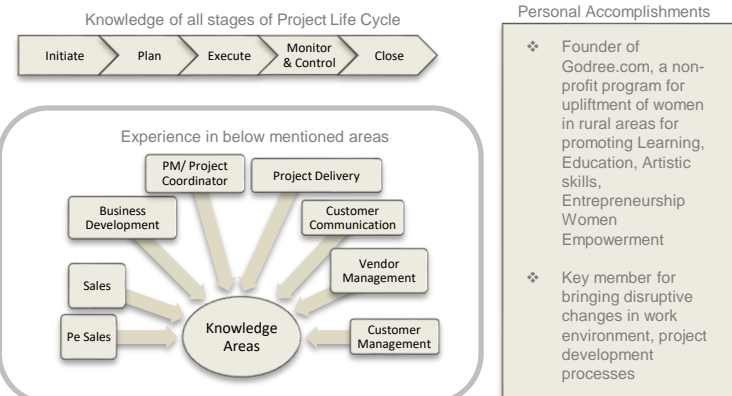 Knowledge of all stages of Project Life Cycle
Initiate
Plan
Execute
Monitor
& Control
Close
Experience in below mentioned areas
PM/ Project
Coordinator
Project Delivery
Business
Development
Customer
Communication
Sales
Vendor
Management
Pe Sales
Knowledge
Areas
Customer
Management
Personal Accomplishments
❖ Founder of
Godree.com, a non-
profit program for
upliftment of women
in rural areas for
promoting Learning,
Education, Artistic
skills,
Entrepreneurship
Women
Empowerment
❖ Key member for
bringing disruptive
changes in work
environment, project
development
processes